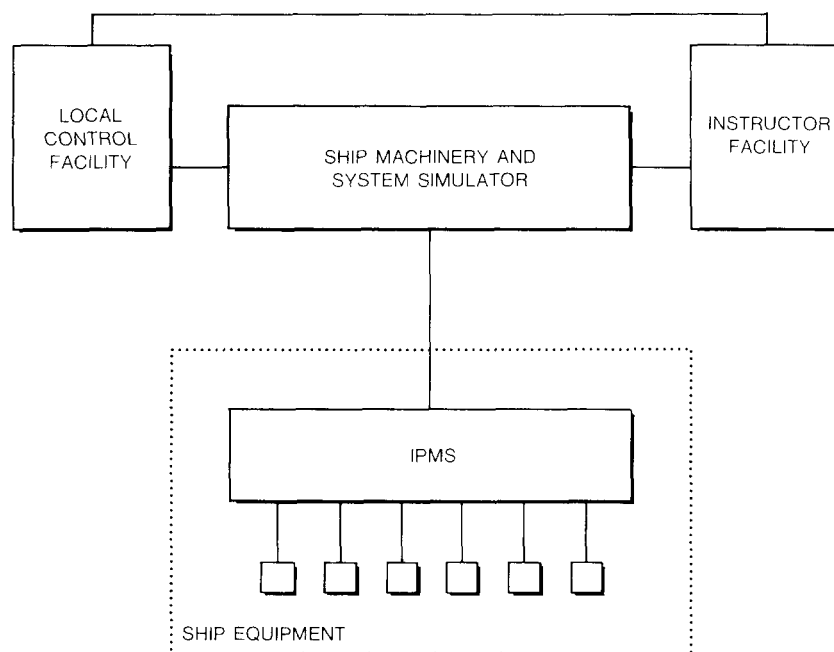 LOCAL
CONTROL
FACILITY
SHIP MACHINERY AND
SYSTEM SIMULATOR
INSTRUCTOR
FACILITY
IPMS
SHIP EQUIPMENT